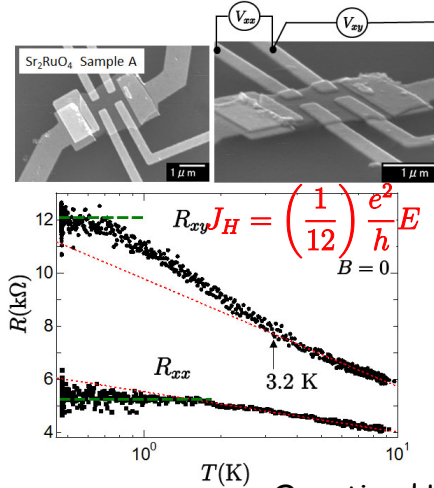 V_xx
V_xy
Sr₂RuO₄ Sample A
1 μm
1 μm
R_xy J_H = (1/12) e²/h E
B = 0
R_xx
3.2 K
R(kΩ)
12
10
8
6
4
10⁰
10¹
T(K)